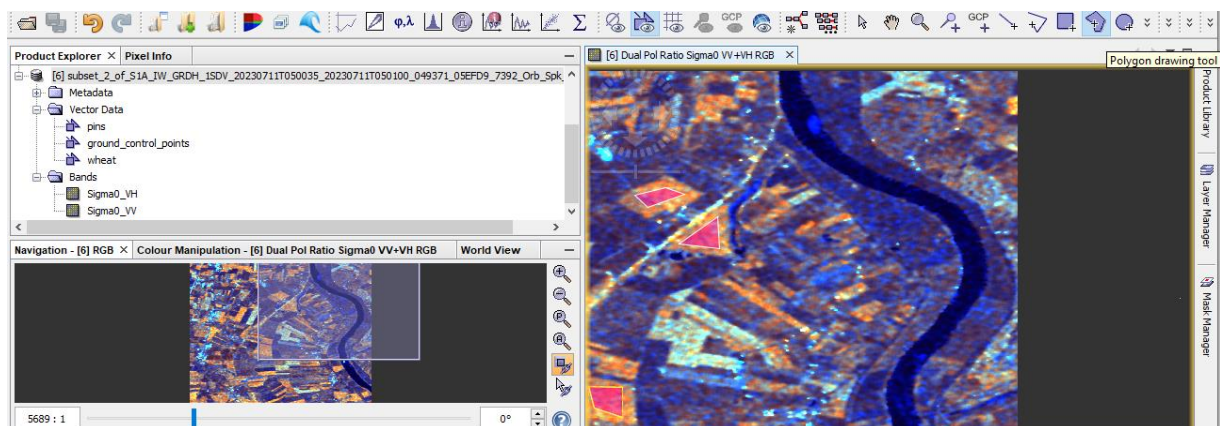 φ,λ
Σ
GCP
GCP
Product Explorer × Pixel Info
[6] subset_2_of_S1A_IW_GRDH_1SDV_20230711T050035_20230711T050100_049371_05EFD9_7392_Orb_Spk_
Metadata
Vector Data
pins
ground_control_points
wheat
Bands
Sigma0_VH
Sigma0_VV
Navigation - [6] RGB × Colour Manipulation - [6] Dual Pol Ratio Sigma0 VV+VH RGB World View
5689 : 1
0°
[6] Dual Pol Ratio Sigma0 VV+VH RGB ×
Polygon drawing tool
Product Library
Layer Manager
Mask Manager